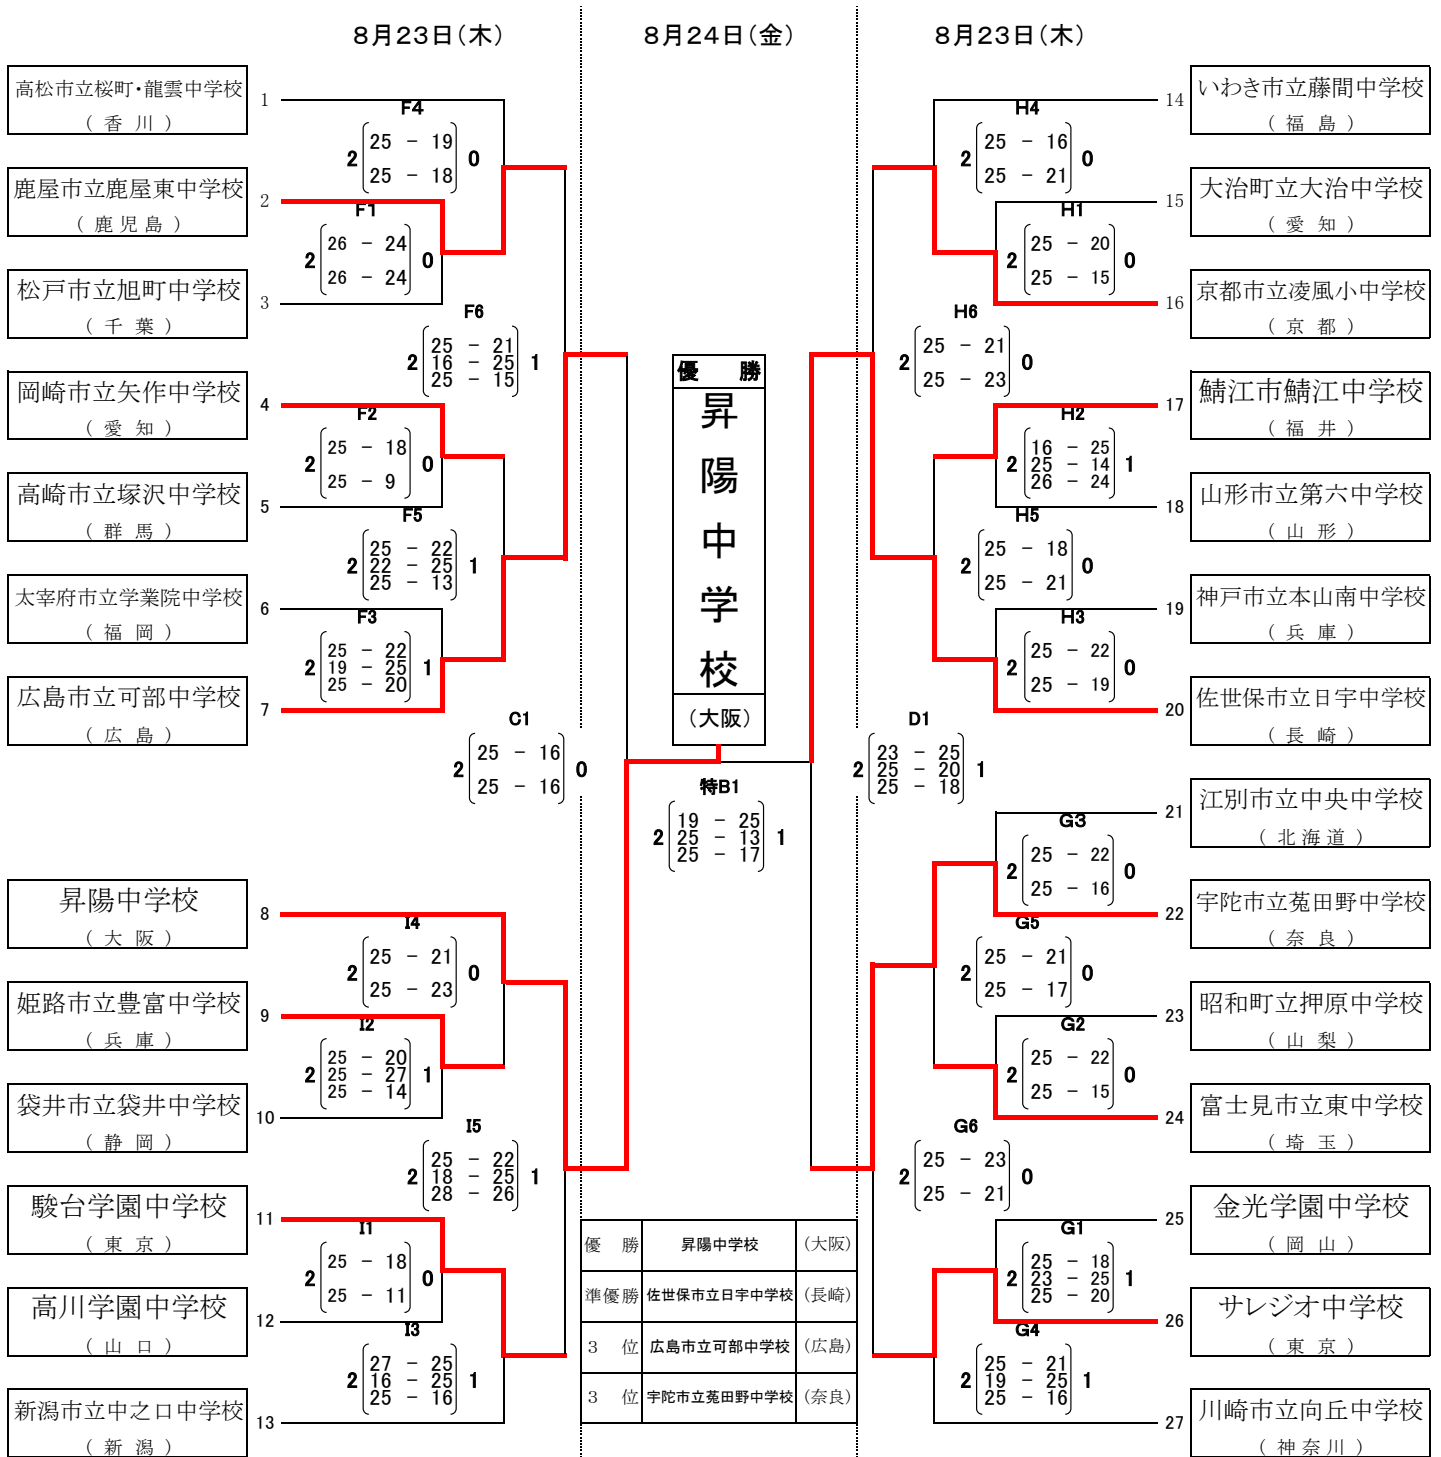 8月23日(木)
8月24日(金)
8月23日(木)
高松市立桜町・龍雲中学校
(香川)
1
鹿屋市立鹿屋東中学校
(鹿児島)
2
松戸市立旭町中学校
(千葉)
3
岡崎市立矢作中学校
(愛知)
4
高崎市立塚沢中学校
(群馬)
5
太宰府市立学業院中学校
(福岡)
6
広島市立可部中学校
(広島)
7
昇陽中学校
(大阪)
8
姫路市立豊富中学校
(兵庫)
9
袋井市立袋井中学校
(静岡)
10
駿台学園中学校
(東京)
11
高川学園中学校
(山口)
12
新潟市立中之口中学校
(新潟)
13
F4
25 - 19
2 0
25 - 18
F1
26 - 24
2 0
26 - 24
F6
25 - 21
2 16 - 25 1
25 - 15
F2
25 - 18
2 0
25 - 9
F5
25 - 22
2 22 - 25 1
25 - 13
F3
25 - 22
2 19 - 25 1
25 - 20
C1
25 - 16
2 0
25 - 16
I4
25 - 21
2 0
25 - 23
I2
25 - 20
2 25 - 27 1
25 - 14
I5
25 - 22
2 18 - 25 1
28 - 26
I1
25 - 18
2 0
25 - 11
I3
27 - 25
2 16 - 25 1
25 - 16
優勝
昇陽中学校
(大阪)
特B1
19 - 25
2 25 - 13 1
25 - 17
優勝 昇陽中学校 (大阪)
準優勝 佐世保市立日宇中学校 (長崎)
3位 広島市立可部中学校 (広島)
3位 宇陀市立菟田野中学校 (奈良)
H4
25 - 16
2 0
25 - 21
H1
25 - 20
2 0
25 - 15
H6
25 - 21
2 0
25 - 23
H2
16 - 25
2 25 - 14 1
26 - 24
H5
25 - 18
2 0
25 - 21
H3
25 - 22
2 0
25 - 19
D1
23 - 25
2 25 - 20 1
25 - 18
G3
25 - 22
2 0
25 - 16
G5
25 - 21
2 0
25 - 17
G2
25 - 22
2 0
25 - 15
G6
25 - 23
2 0
25 - 21
G1
25 - 18
2 23 - 25 1
25 - 20
G4
25 - 21
2 19 - 25 1
25 - 16
14
いわき市立藤間中学校
(福島)
15
大治町立大治中学校
(愛知)
16
京都市立凌風小中学校
(京都)
17
鯖江市鯖江中学校
(福井)
18
山形市立第六中学校
(山形)
19
神戸市立本山南中学校
(兵庫)
20
佐世保市立日宇中学校
(長崎)
21
江別市立中央中学校
(北海道)
22
宇陀市立菟田野中学校
(奈良)
23
昭和町立押原中学校
(山梨)
24
富士見市立東中学校
(埼玉)
25
金光学園中学校
(岡山)
26
サレジオ中学校
(東京)
27
川崎市立向丘中学校
(神奈川)